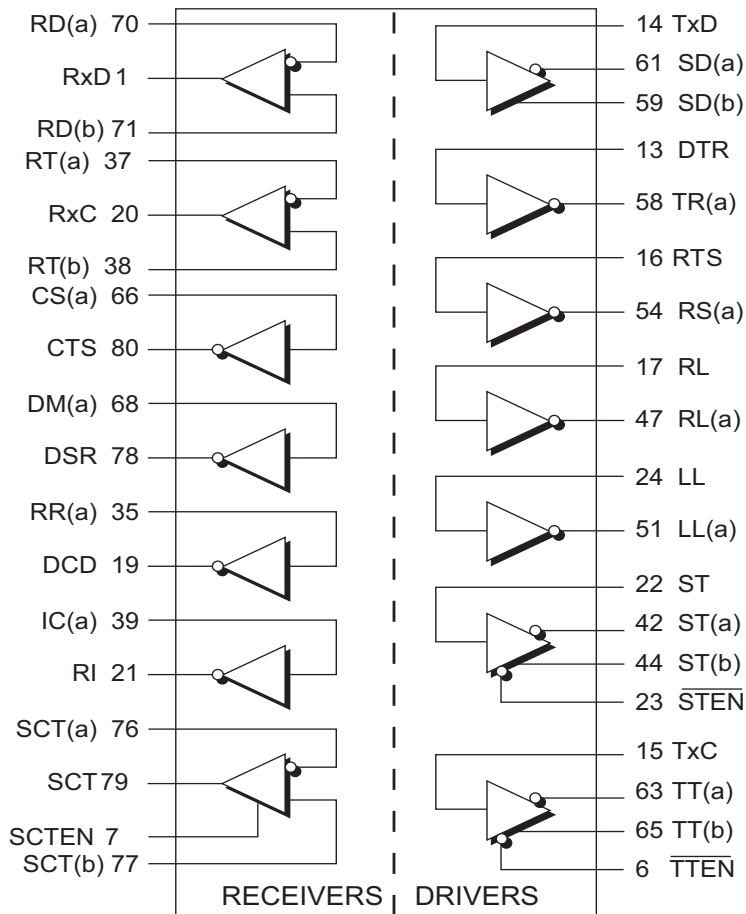 RD(a) 70
RxD 1
RD(b) 71
RT(a) 37
RxC 20
RT(b) 38
CS(a) 66
CTS 80
DM(a) 68
DSR 78
RR(a) 35
DCD 19
IC(a) 39
RI 21
SCT(a) 76
SCT 79
SCTEN 7
SCT(b) 77
RECEIVERS
14 TxD
61 SD(a)
59 SD(b)
13 DTR
58 TR(a)
16 RTS
54 RS(a)
17 RL
47 RL(a)
24 LL
51 LL(a)
22 ST
42 ST(a)
44 ST(b)
23 S̅T̅E̅N̅
15 TxC
63 TT(a)
65 TT(b)
6 T̅T̅E̅N̅
DRIVERS